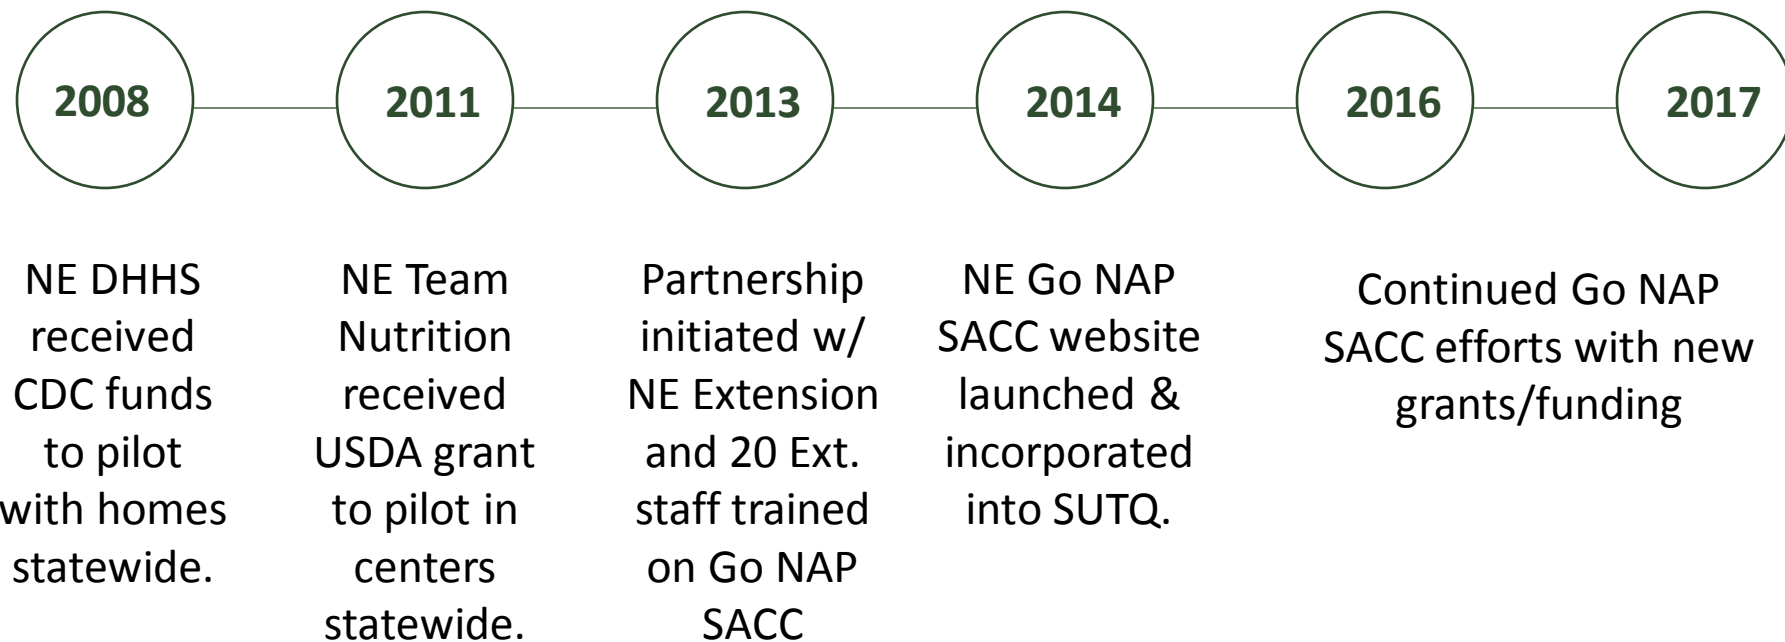 2008
2011
2013
2014
2016
2017
NE DHHS
received
CDC funds
to pilot
with homes
statewide.
NE Team
Nutrition
received
USDA grant
to pilot in
centers
statewide.
Partnership
initiated w/
NE Extension
and 20 Ext.
staff trained
on Go NAP
SACC
NE Go NAP
SACC website
launched &
incorporated
into SUTQ.
Continued Go NAP
SACC efforts with new
grants/funding